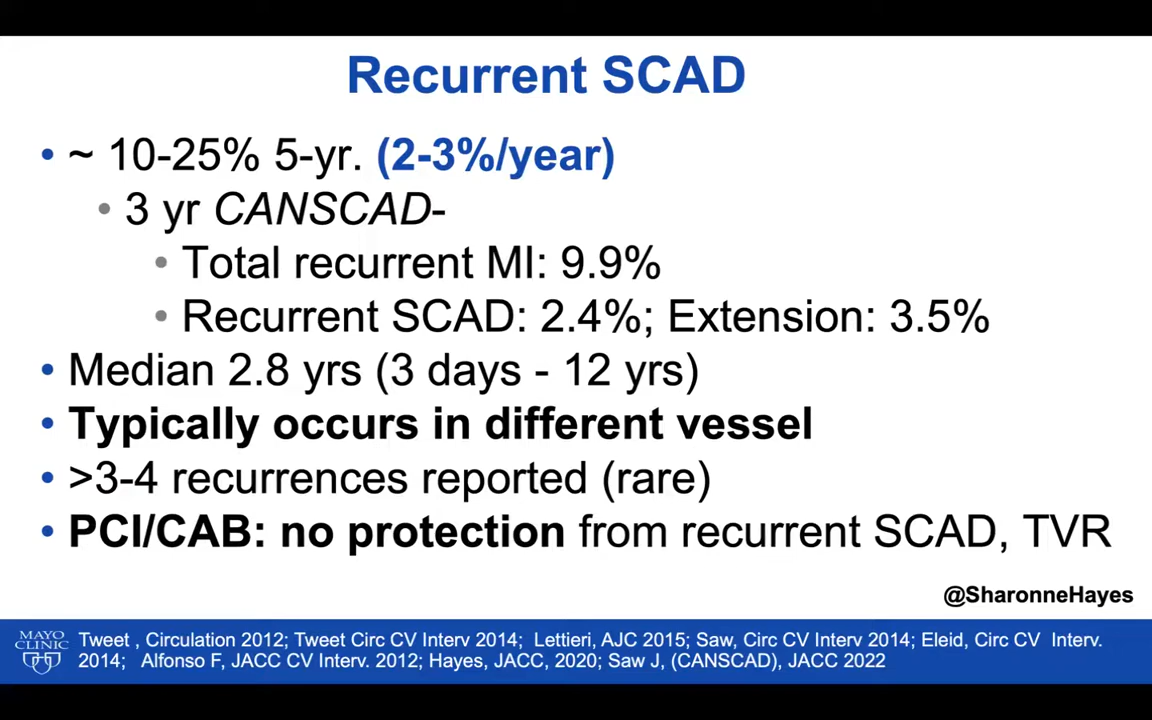 Recurrent SCAD
• ~ 10-25% 5-yr. (2-3%/year)
• 3 yr CANSCAD-
• Total recurrent MI: 9.9%
• Recurrent SCAD: 2.4%; Extension: 3.5%
• Median 2.8 yrs (3 days - 12 yrs)
• Typically occurs in different vessel
• >3-4 recurrences reported (rare)
• PCI/CAB: no protection from recurrent SCAD, TVR
@SharonneHayes
MAYO
CLINIC
Tweet , Circulation 2012; Tweet Circ CV Interv 2014; Lettieri, AJC 2015; Saw, Circ CV Interv 2014; Eleid, Circ CV Interv.
2014; Alfonso F, JACC CV Interv. 2012; Hayes, JACC, 2020; Saw J, (CANSCAD), JACC 2022